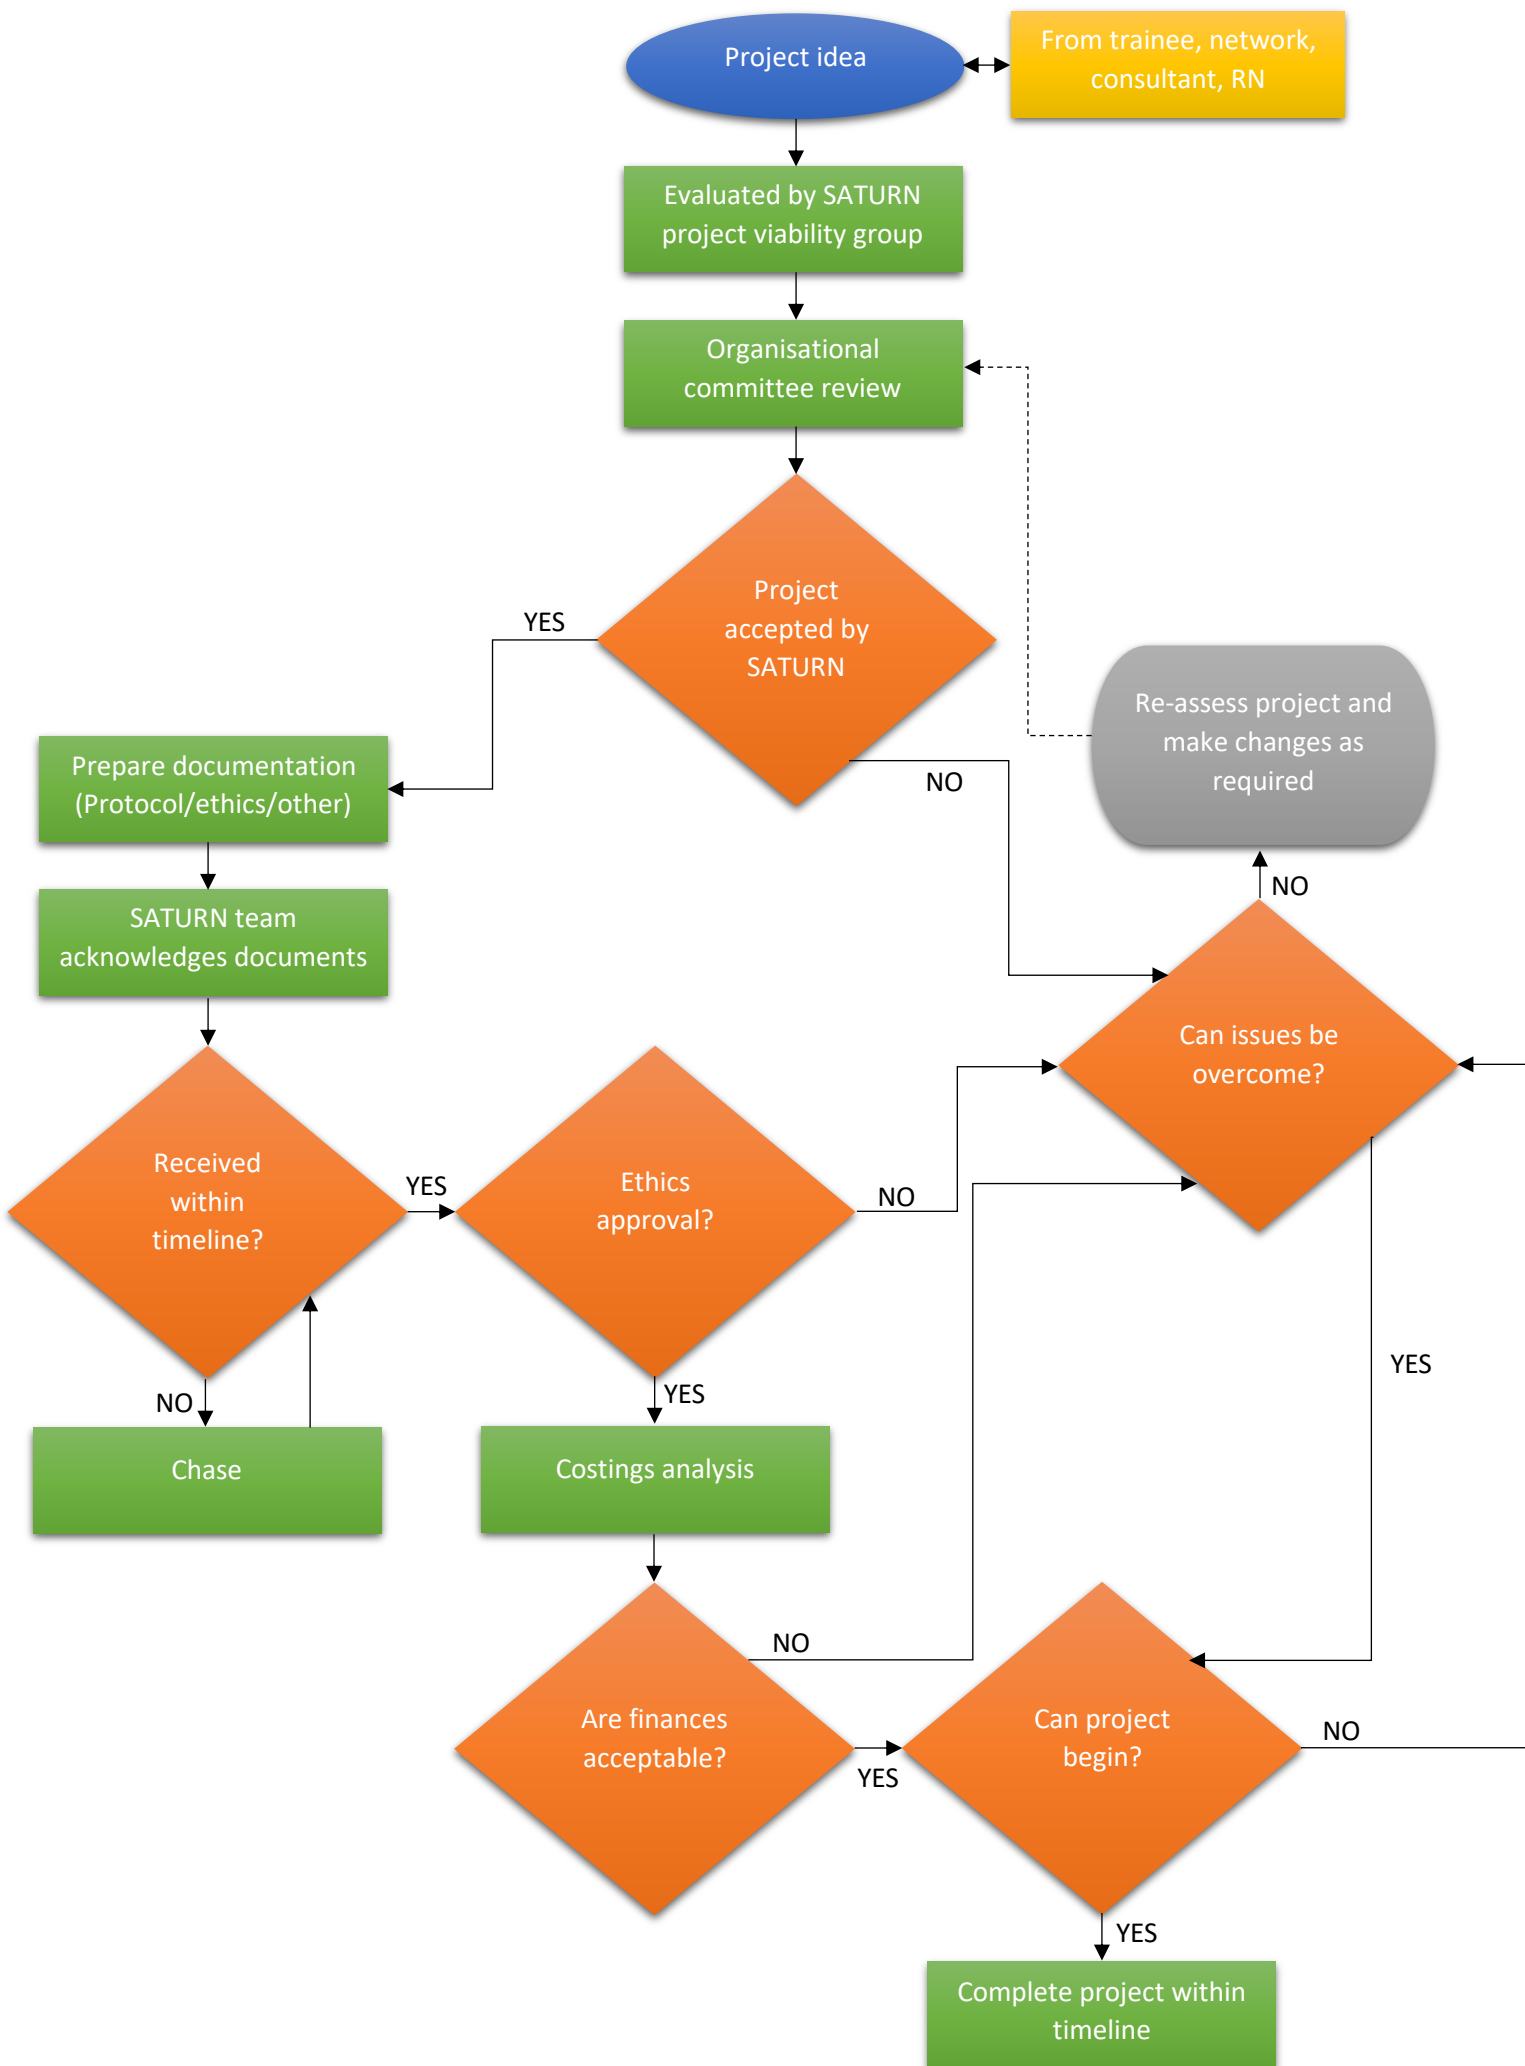 Project idea
From trainee, network,
consultant, RN
Evaluated by SATURN
project viability group
Organisational
committee review
Project
accepted by
SATURN
YES
NO
Re-assess project and
make changes as
required
Prepare documentation
(Protocol/ethics/other)
SATURN team
acknowledges documents
NO
Can issues be
overcome?
Received
within
timeline?
YES
Ethics
approval?
NO
YES
NO
YES
Chase
Costings analysis
NO
Are finances
acceptable?
YES
Can project
begin?
NO
YES
Complete project within
timeline